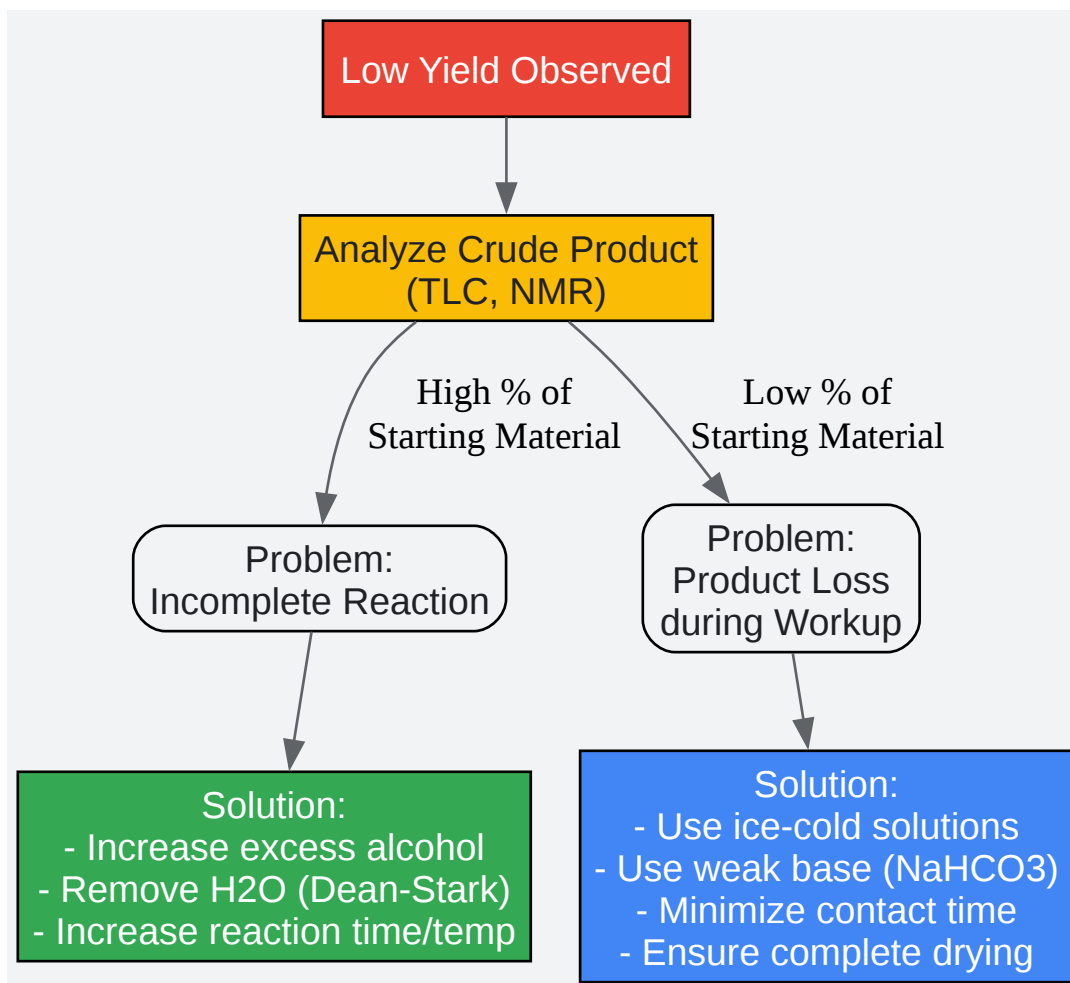 Low Yield Observed
Analyze Crude Product
(TLC, NMR)
High % of
Starting Material
Low % of
Starting Material
Problem:
Incomplete Reaction
Problem:
Product Loss
during Workup
Solution:
- Increase excess alcohol
- Remove H2O (Dean-Stark)
- Increase reaction time/temp
Solution:
- Use ice-cold solutions
- Use weak base (NaHCO3)
- Minimize contact time
- Ensure complete drying